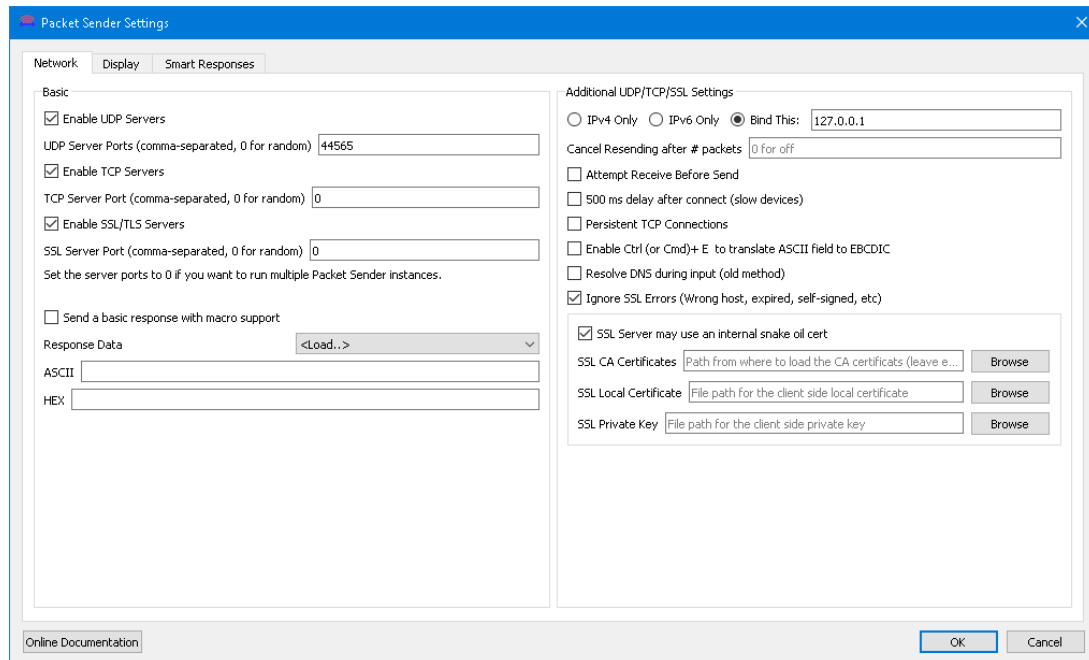 Packet Sender Settings
Network
Display
Smart Responses
Basic
Enable UDP Servers
UDP Server Ports (comma-separated, 0 for random) 44565
Enable TCP Servers
TCP Server Port (comma-separated, 0 for random) 0
Enable SSL/TLS Servers
SSL Server Port (comma-separated, 0 for random) 0
Set the server ports to 0 if you want to run multiple Packet Sender instances.
Send a basic response with macro support
Response Data <Load..>
ASCII
HEX
Additional UDP/TCP/SSL Settings
IPv4 Only IPv6 Only Bind This: 127.0.0.1
Cancel Resending after # packets 0 for off
Attempt Receive Before Send
500 ms delay after connect (slow devices)
Persistent TCP Connections
Enable Ctrl (or Cmd)+ E to translate ASCII field to EBCDIC
Resolve DNS during input (old method)
Ignore SSL Errors (Wrong host, expired, self-signed, etc)
SSL Server may use an internal snake oil cert
SSL CA Certificates Path from where to load the CA certificats (leave e... Browse
SSL Local Certificate File path for the client side local certificate Browse
SSL Private Key File path for the client side private key Browse
Online Documentation
OK
Cancel